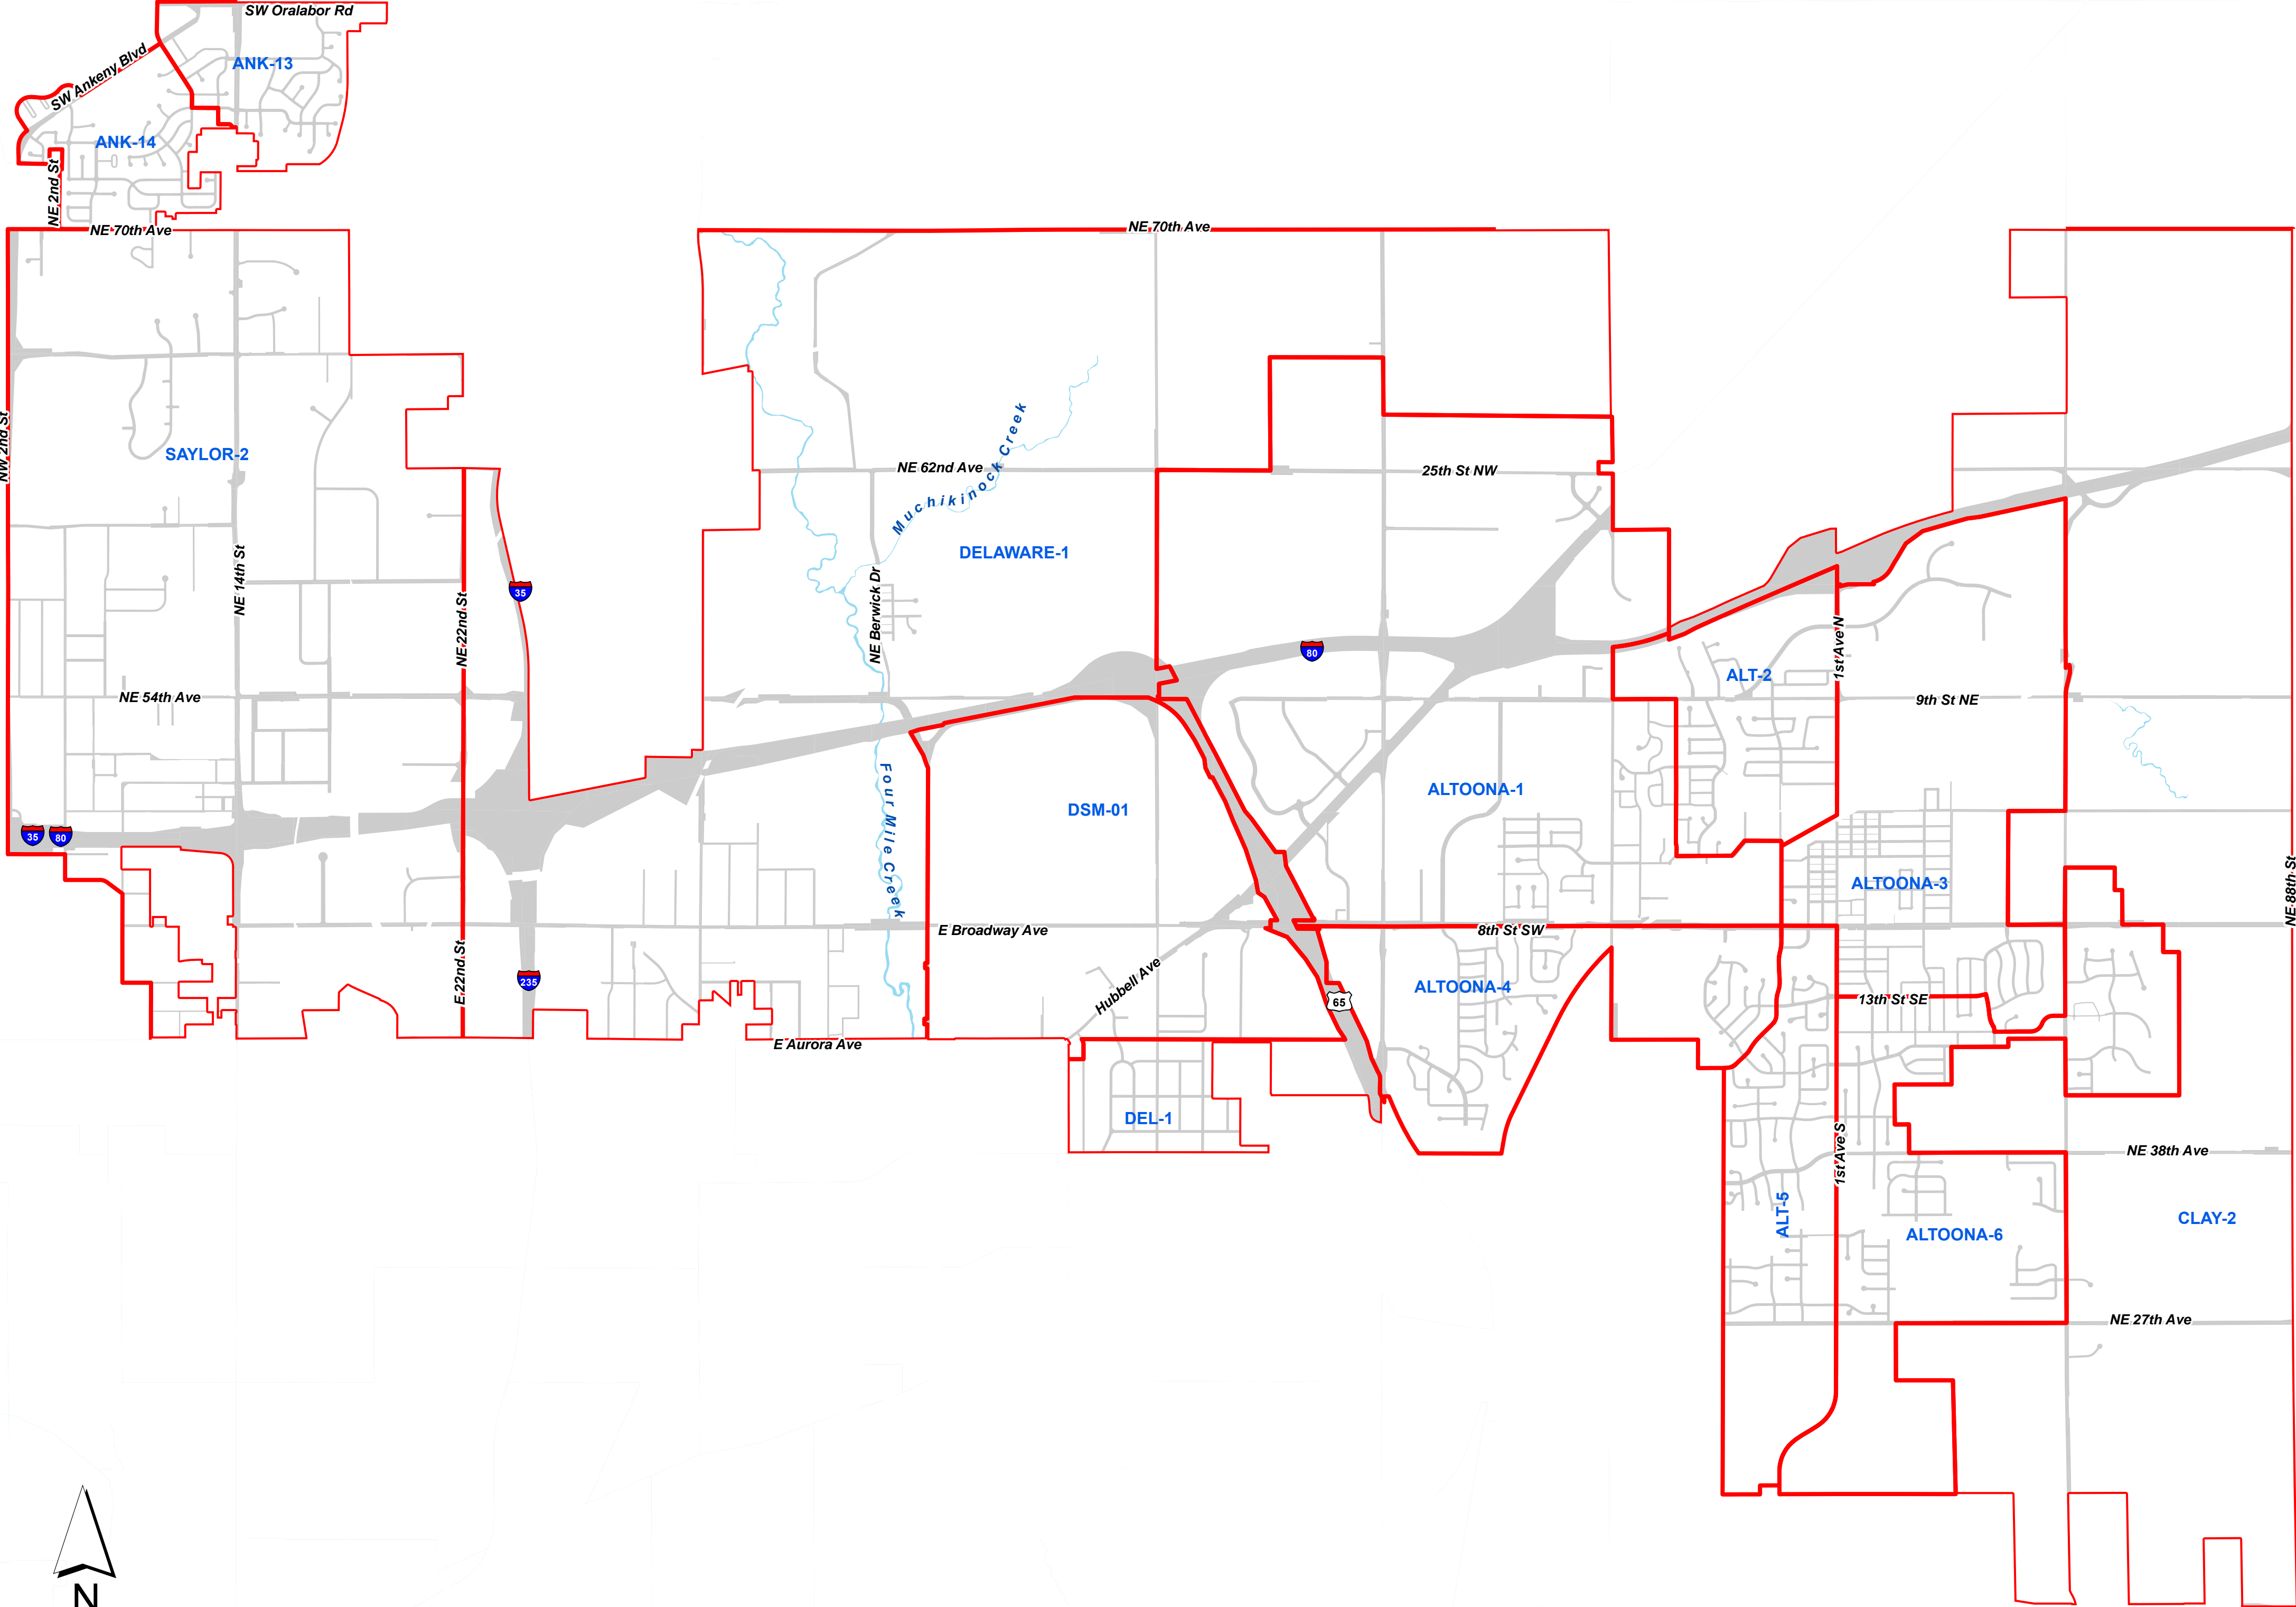 SW Oralabor Rd
SW Ankeny Blvd
ANK-13
ANK-14
NE 2nd St
NE 70th Ave
NE 70th Ave
NW 2nd St
SAYLOR-2
NE 62nd Ave
Muchikinock Creek
25th St NW
NE 14th St
DELAWARE-1
35
NE 22nd St
NE Berwick Dr
80
1st Ave N
ALT-2
NE 54th Ave
9th St NE
Four Mile Creek
DSM-01
ALTOONA-1
35
80
ALTOONA-3
NE 88th St
E Broadway Ave
8th St SW
E 22nd St
235
Hubbell Ave
65
ALTOONA-4
13th St SE
E Aurora Ave
DEL-1
1st Ave S
NE 38th Ave
ALT-5
ALTOONA-6
CLAY-2
NE 27th Ave
N